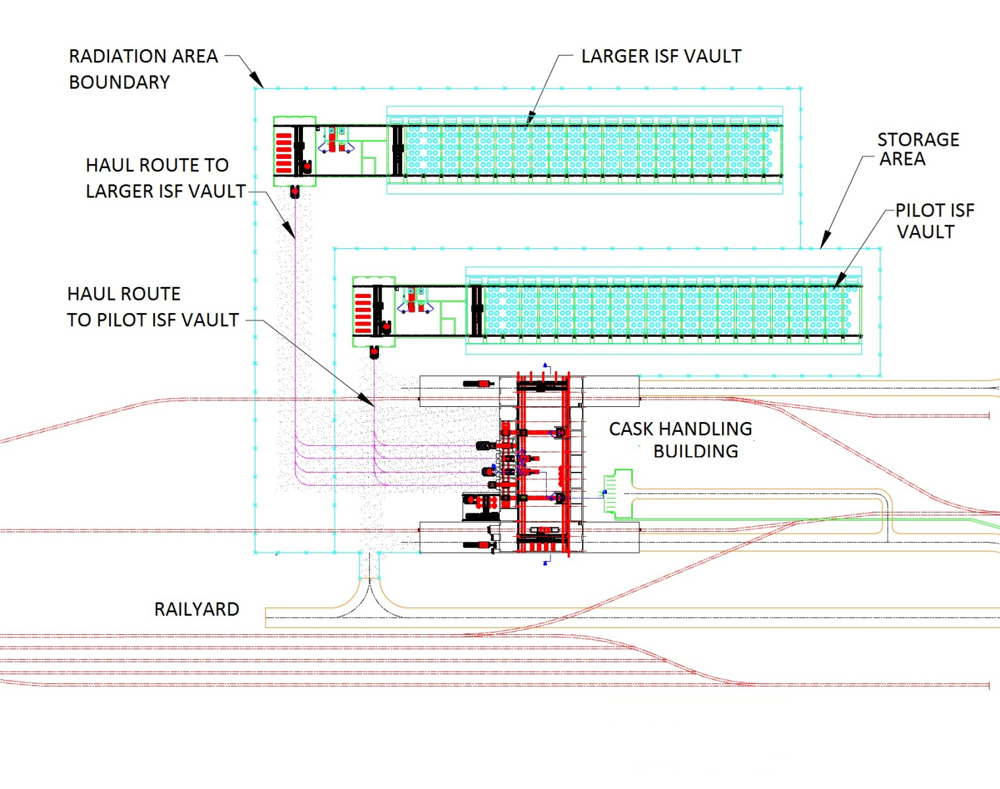 RADIATION AREA
BOUNDARY
LARGER ISF VAULT
STORAGE
AREA
HAUL ROUTE TO
LARGER ISF VAULT
PILOT ISF
VAULT
HAUL ROUTE
TO PILOT ISF VAULT
CASK HANDLING
BUILDING
RAILYARD